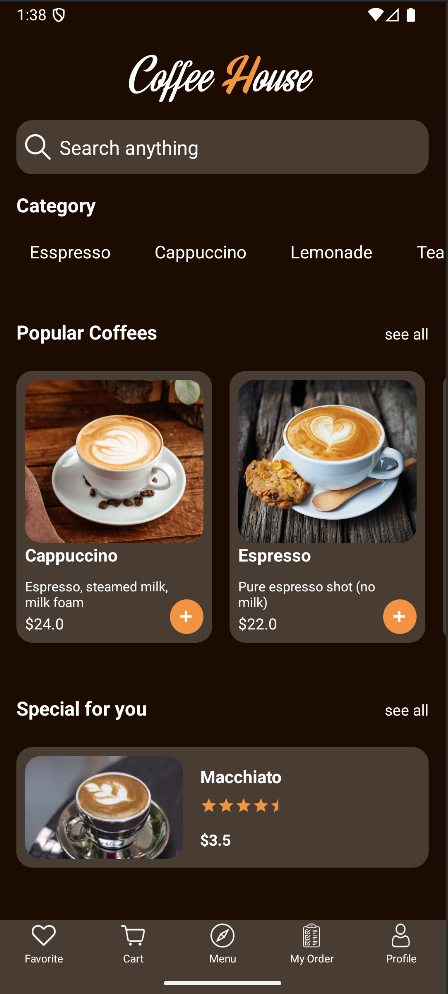 1:38
Coffee House
Search anything
Category
Esspresso Cappuccino Lemonade Tea
Popular Coffees see all
Cappuccino
Espresso, steamed milk,
milk foam
$24.0
+
Espresso
Pure espresso shot (no
milk)
$22.0
+
Special for you see all
Macchiato
$3.5
Favorite Cart Menu My Order Profile